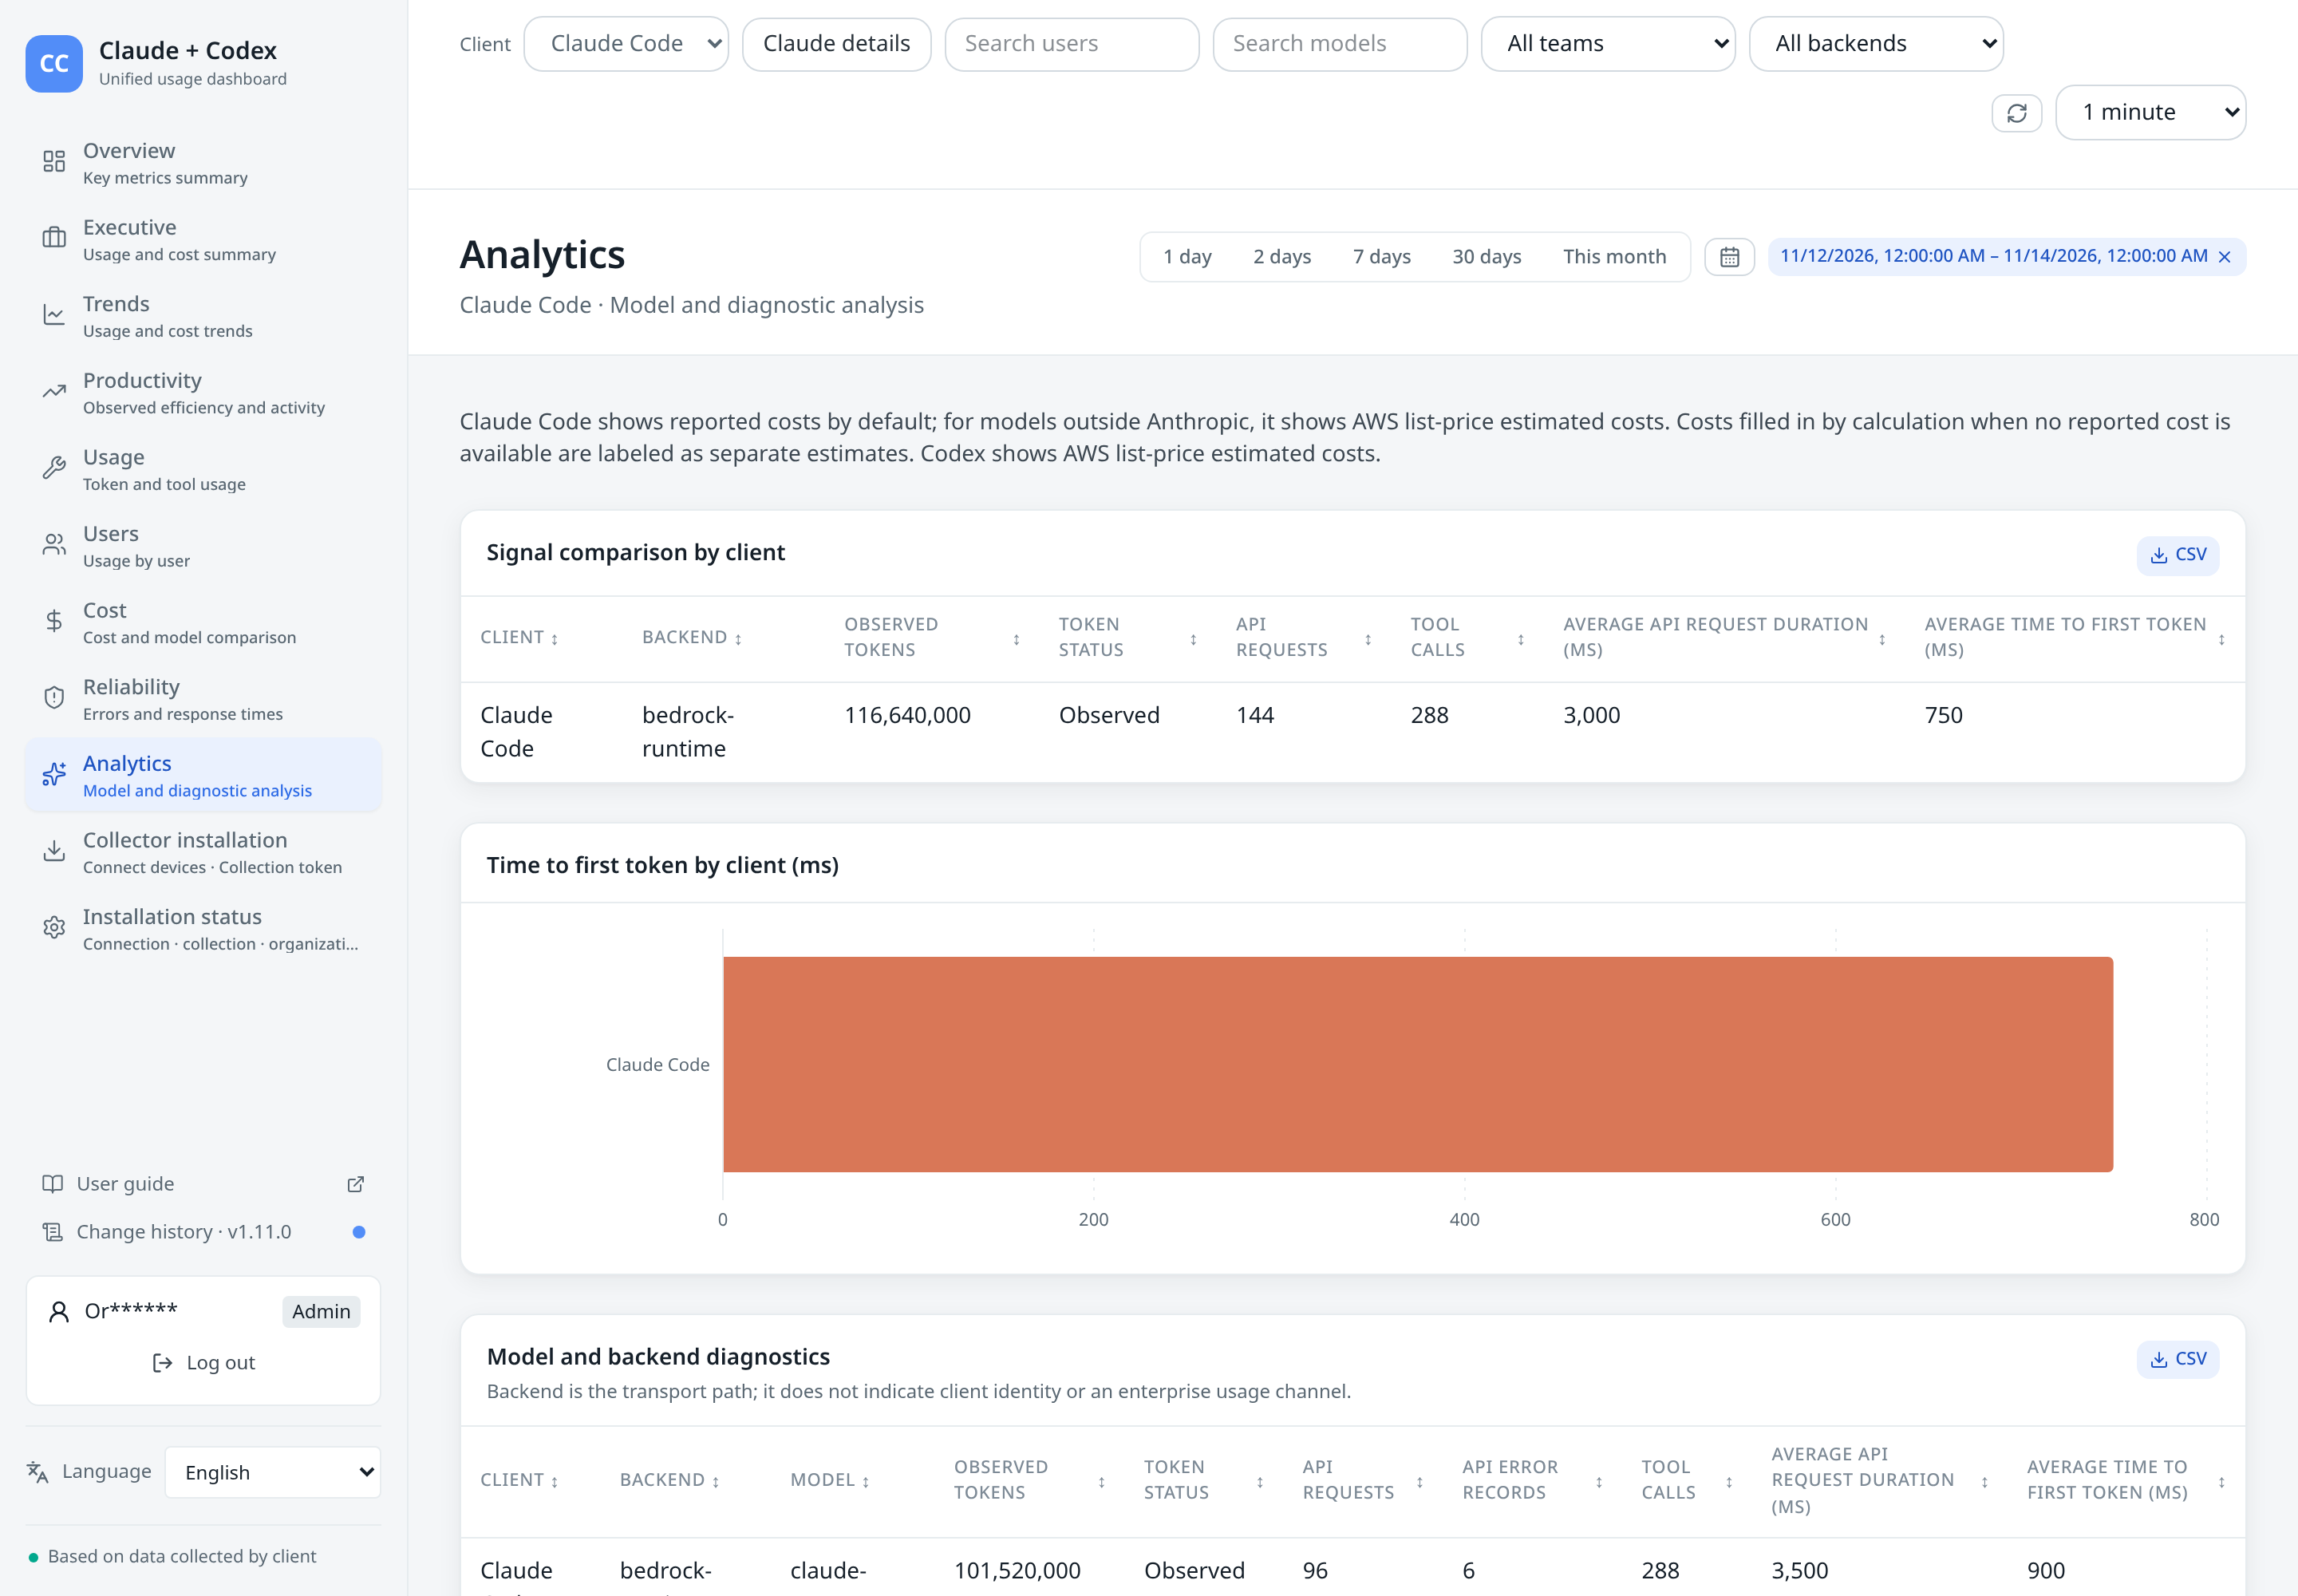 CC
Claude + Codex
Unified usage dashboard
Overview
Key metrics summary
Executive
Usage and cost summary
Trends
Usage and cost trends
Productivity
Observed efficiency and activity
Usage
Token and tool usage
Users
Usage by user
Cost
Cost and model comparison
Reliability
Errors and response times
Analytics
Model and diagnostic analysis
Collector installation
Connect devices · Collection token
Installation status
Connection · collection · organizati...
User guide
Change history · v1.11.0
Or******
Admin
Log out
Language
English
Based on data collected by client
Client
Claude Code
Claude details
Search users
Search models
All teams
All backends
1 minute
Analytics
Claude Code · Model and diagnostic analysis
1 day
2 days
7 days
30 days
This month
11/12/2026, 12:00:00 AM – 11/14/2026, 12:00:00 AM
Claude Code shows reported costs by default; for models outside Anthropic, it shows AWS list-price estimated costs. Costs filled in by calculation when no reported cost is
available are labeled as separate estimates. Codex shows AWS list-price estimated costs.
Signal comparison by client
CSV
CLIENT
BACKEND
OBSERVED
TOKENS
TOKEN
STATUS
API
REQUESTS
TOOL
CALLS
AVERAGE API REQUEST DURATION
(MS)
AVERAGE TIME TO FIRST TOKEN
(MS)
Claude
Code
bedrock-
runtime
116,640,000
Observed
144
288
3,000
750
Time to first token by client (ms)
Claude Code
0
200
400
600
800
Model and backend diagnostics
Backend is the transport path; it does not indicate client identity or an enterprise usage channel.
CSV
CLIENT
BACKEND
MODEL
OBSERVED
TOKENS
TOKEN
STATUS
API
REQUESTS
API ERROR
RECORDS
TOOL
CALLS
AVERAGE API
REQUEST DURATION
(MS)
AVERAGE TIME TO
FIRST TOKEN (MS)
Claude
bedrock-
claude-
101,520,000
Observed
96
6
288
3,500
900